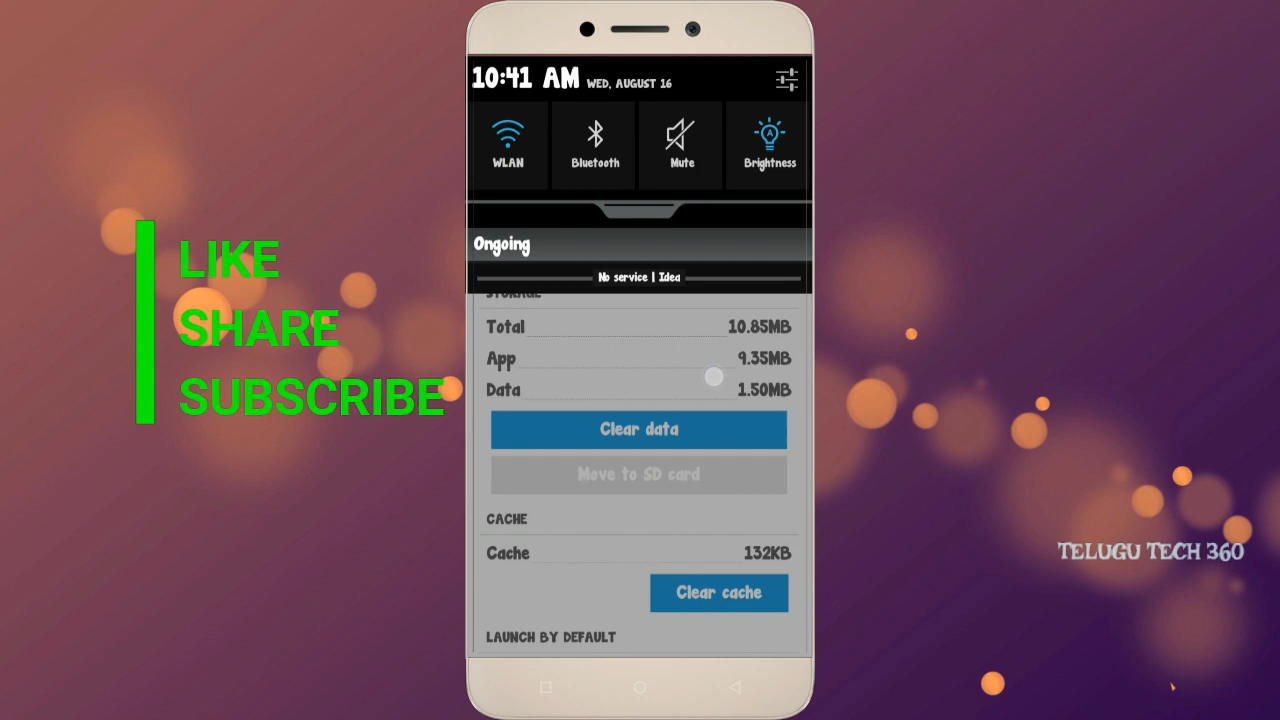 10:41 AM WED, AUGUST 16
WLAN Bluetooth Mute Brightness
Ongoing
No service | Idea
STORAGE
Total 10.85MB
App 9.35MB
Data 1.50MB
Clear data
Move to SD card
CACHE
Cache 132KB
Clear cache
LAUNCH BY DEFAULT
LIKE
SHARE
SUBSCRIBE
TELUGU TECH 360